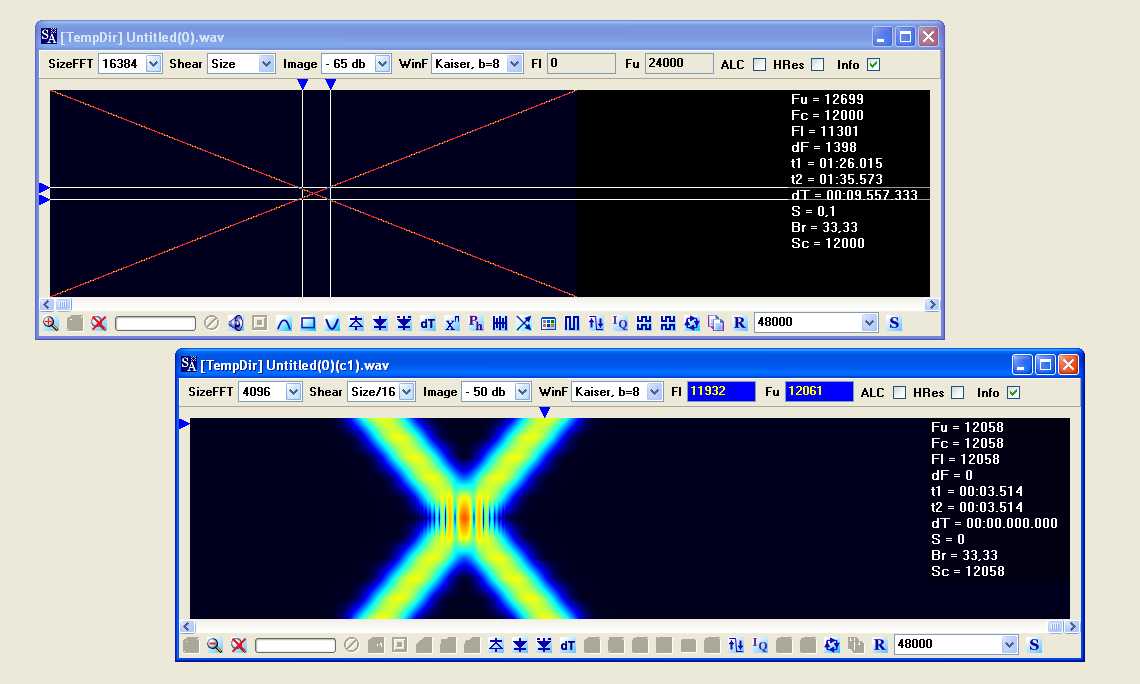 [TempDir] Untitled(0).wav
SizeFFT 16384 Shear Size Image - 65 db WinF Kaiser, b=8 Fl 0 Fu 24000 ALC HRes Info
Fu = 12699
Fc = 12000
Fl = 11301
dF = 1398
t1 = 01:26.015
t2 = 01:35.573
dT = 00:09.557.333
S = 0,1
Br = 33,33
Sc = 12000
dT Xn Ph IQ R 48000 S
[TempDir] Untitled(0)(c1).wav
SizeFFT 4096 Shear Size/16 Image - 50 db WinF Kaiser, b=8 Fl 11932 Fu 12061 ALC HRes Info
Fu = 12058
Fc = 12058
Fl = 12058
dF = 0
t1 = 00:03.514
t2 = 00:03.514
dT = 00:00.000.000
S = 0
Br = 33,33
Sc = 12058
dT IQ R 48000 S